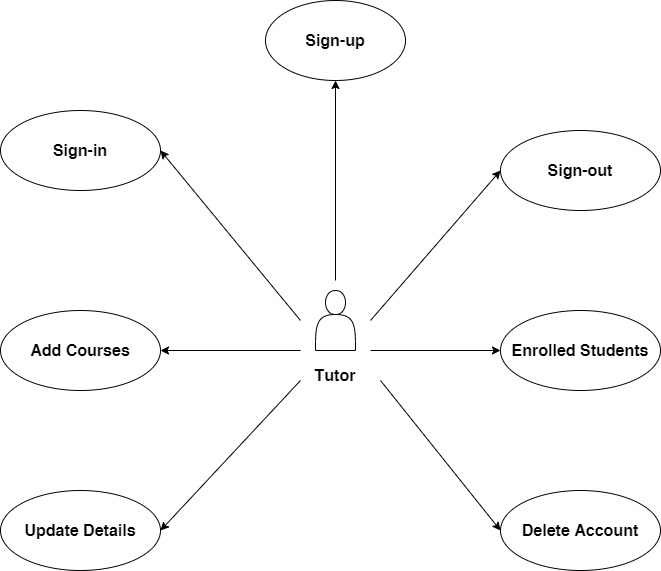 Sign-up
Sign-in
Sign-out
Add Courses
Enrolled Students
Tutor
Update Details
Delete Account